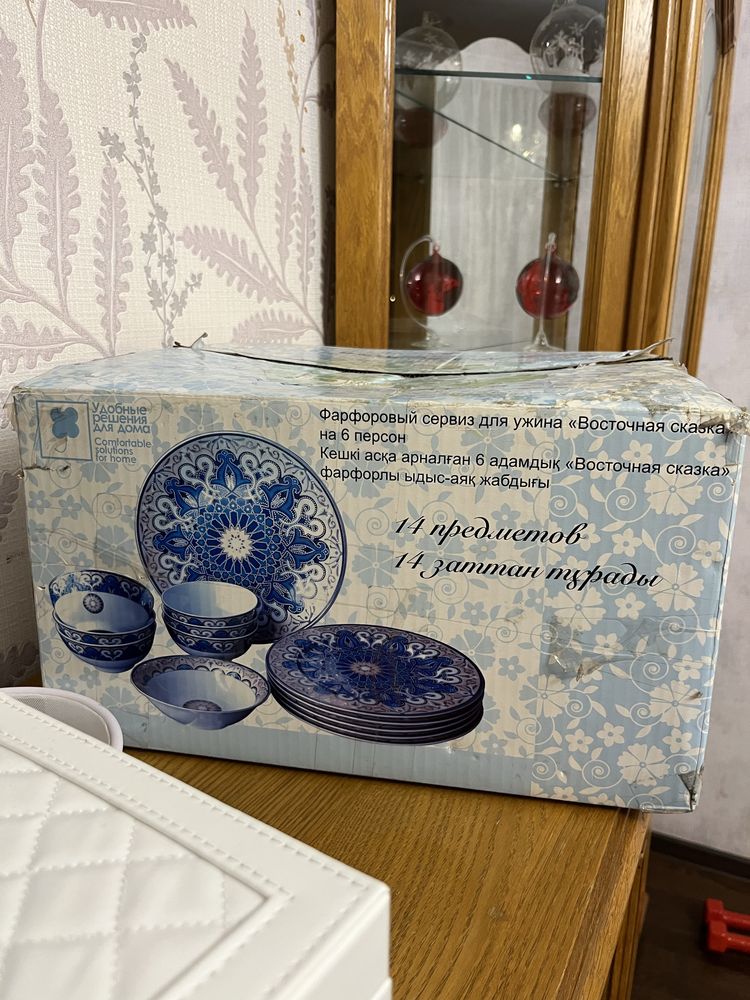 Удобные
решения
для дома
Comfortable
solutions
for home
Фарфоровый сервиз для ужина «Восточная сказка
на 6 персон
Кешкі асқа арналған 6 адамдық «Восточная сказка»
фарфорлы ыдыс-аяқ жабдығы
14 предметов
14 заттан тұрады